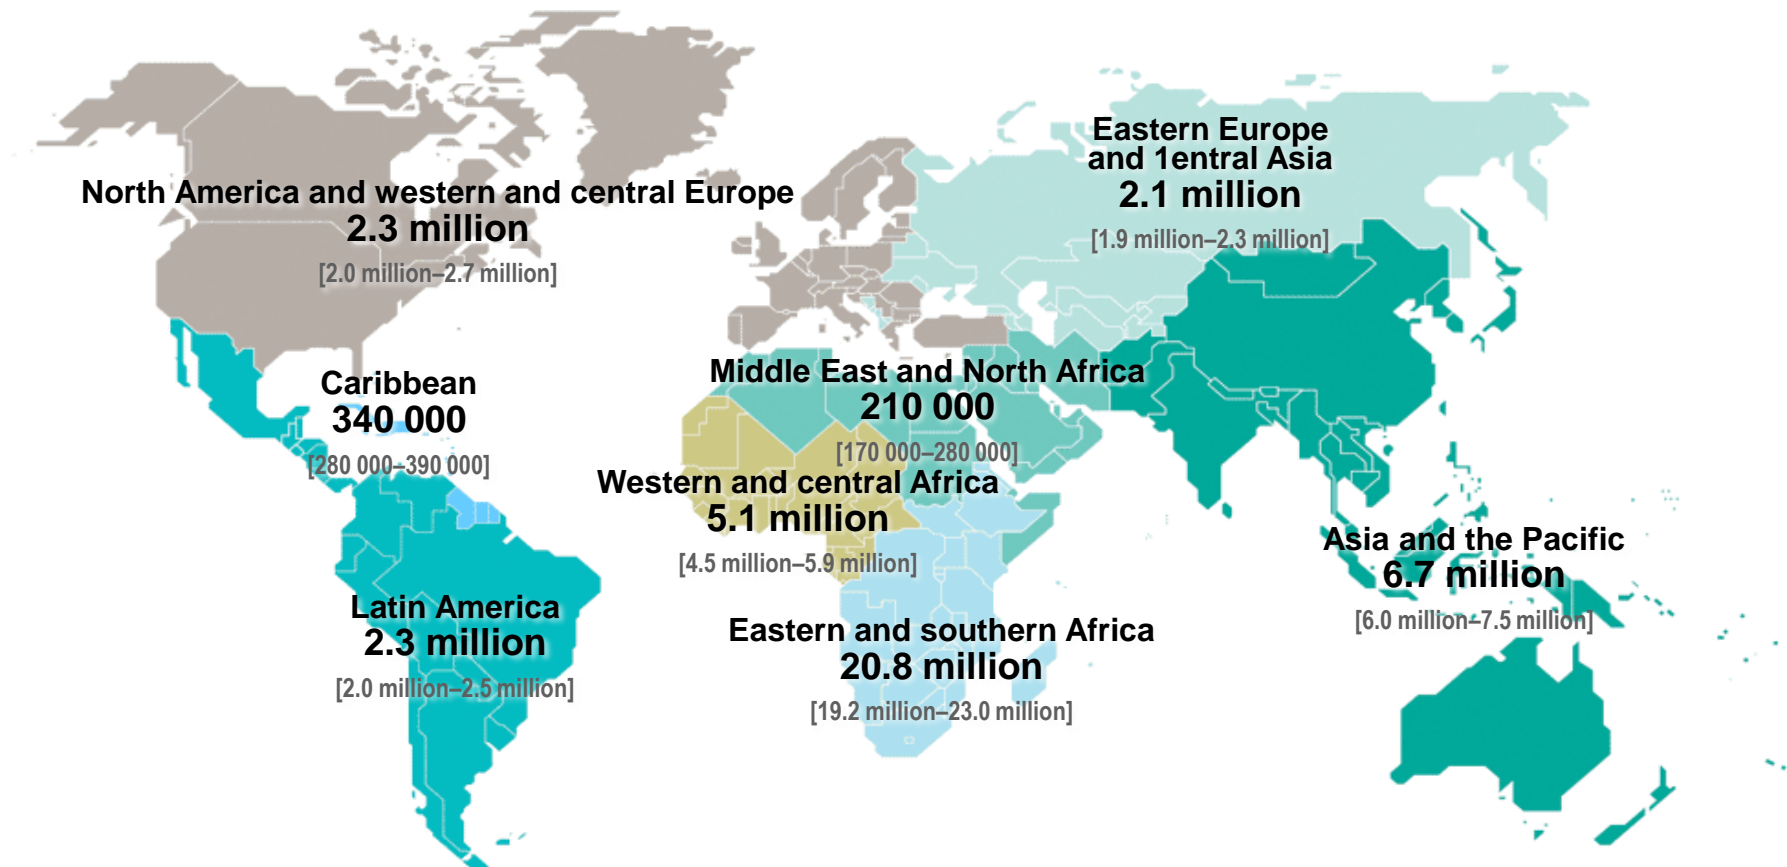 Eastern Europe
and 1entral Asia
2.1 million
[1.9 million–2.3 million]
North America and western and central Europe
2.3 million
[2.0 million–2.7 million]
Middle East and North Africa
210 000
[170 000–280 000]
Caribbean
340 000
[280 000–390 000]
Western and central Africa
5.1 million
[4.5 million–5.9 million]
Asia and the Pacific
6.7 million
[6.0 million–7.5 million]
Latin America
2.3 million
[2.0 million–2.5 million]
Eastern and southern Africa
20.8 million
[19.2 million–23.0 million]